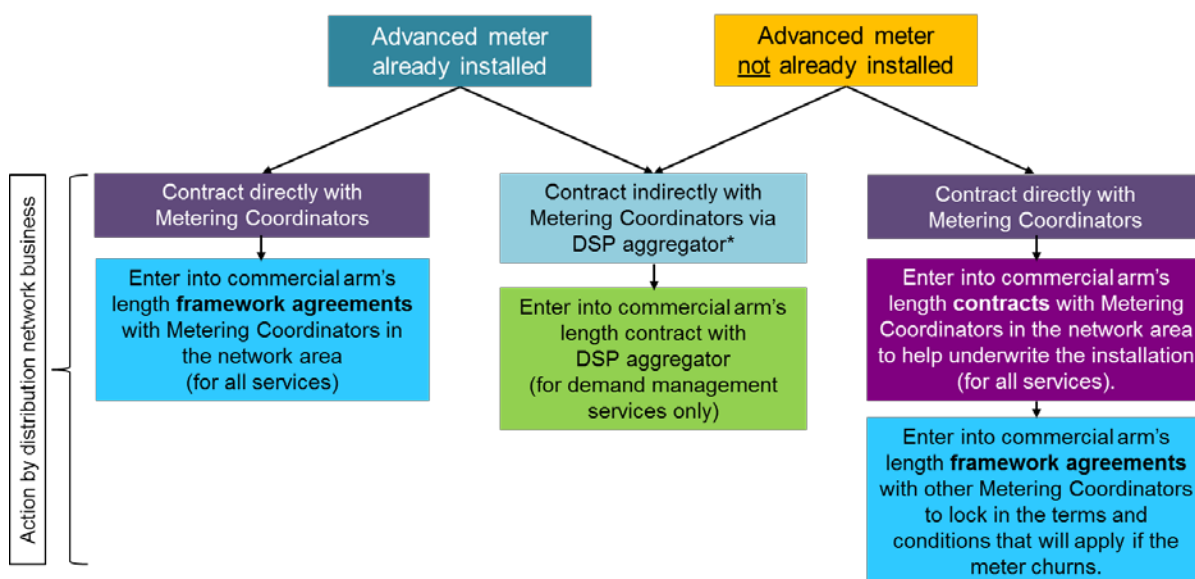 Advanced meter
already installed
Advanced meter
not already installed
Action by distribution network business
Contract directly with
Metering Coordinators
Contract indirectly with
Metering Coordinators via
DSP aggregator*
Contract directly with
Metering Coordinators
Enter into commercial arm's
length framework agreements
with Metering Coordinators in
the network area
(for all services)
Enter into commercial arm's
length contract with
DSP aggregator
(for demand management
services only)
Enter into commercial arm's
length contracts with Metering
Coordinators in the network area
to help underwrite the installation
(for all services).
Enter into commercial arm's
length framework agreements
with other Metering Coordinators
to lock in the terms and
conditions that will apply if the
meter churns.